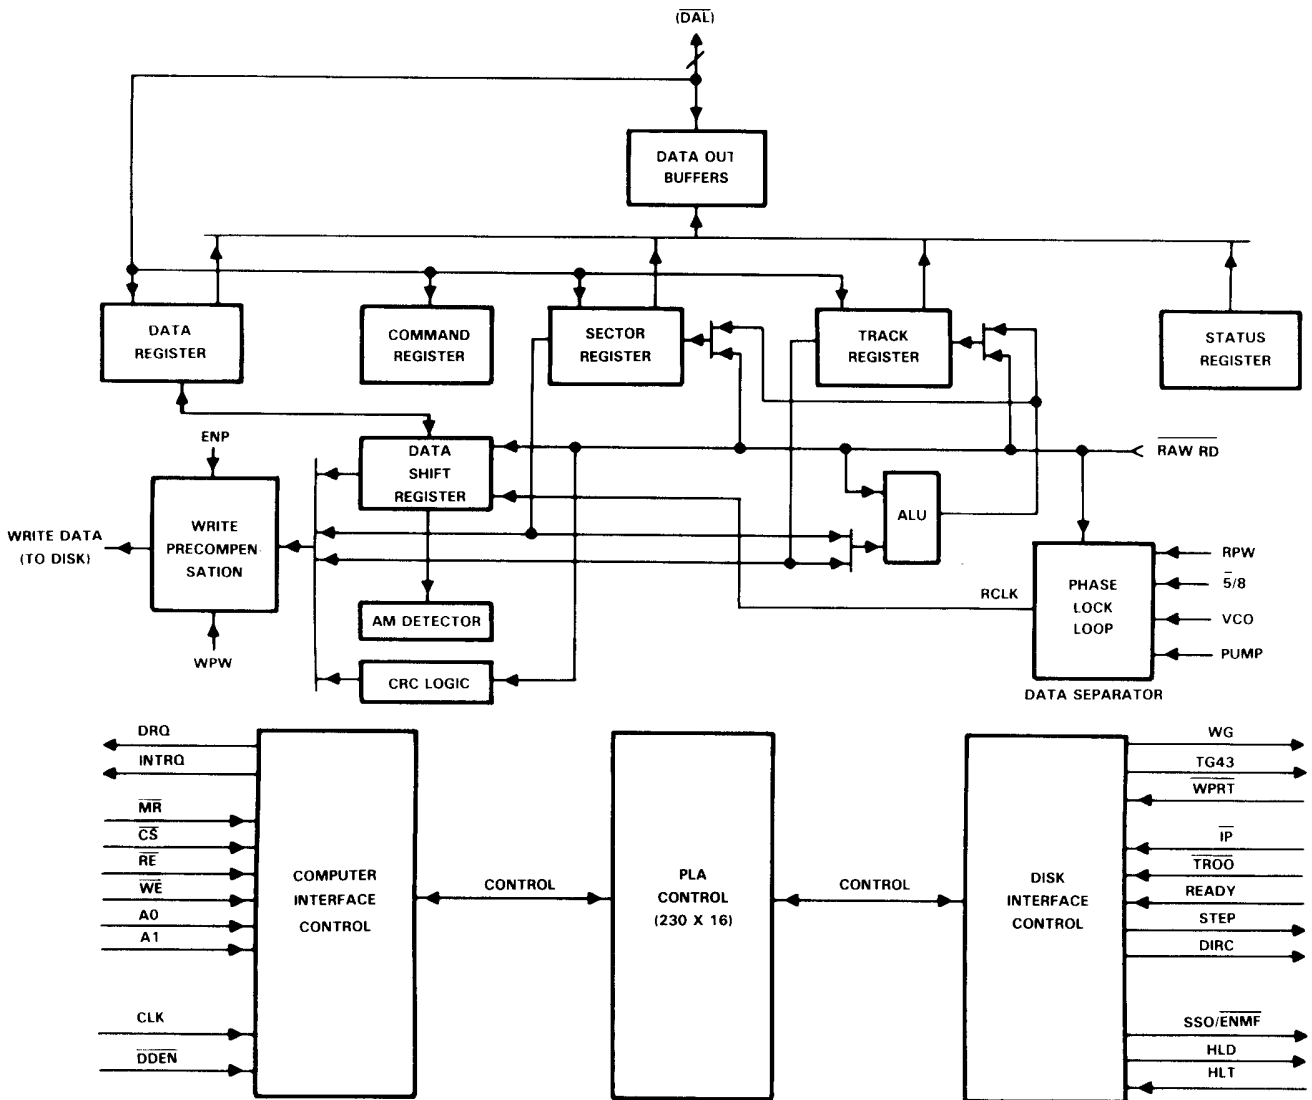 (DAL)
DATA OUT
BUFFERS
DATA
REGISTER
COMMAND
REGISTER
SECTOR
REGISTER
TRACK
REGISTER
STATUS
REGISTER
ENP
DATA
SHIFT
REGISTER
RAW RD
ALU
WRITE DATA
(TO DISK)
WRITE
PRECOMPEN-
SATION
WPW
AM DETECTOR
CRC LOGIC
RCLK
PHASE
LOCK
LOOP
RPW
5/8
VCO
PUMP
DATA SEPARATOR
DRQ
INTRQ
MR
CS
RE
WE
A0
A1
CLK
DDEN
COMPUTER
INTERFACE
CONTROL
CONTROL
PLA
CONTROL
(230 X 16)
CONTROL
DISK
INTERFACE
CONTROL
WG
TG43
WPRT
IP
TROO
READY
STEP
DIRC
SSO/ENMF
HLD
HLT